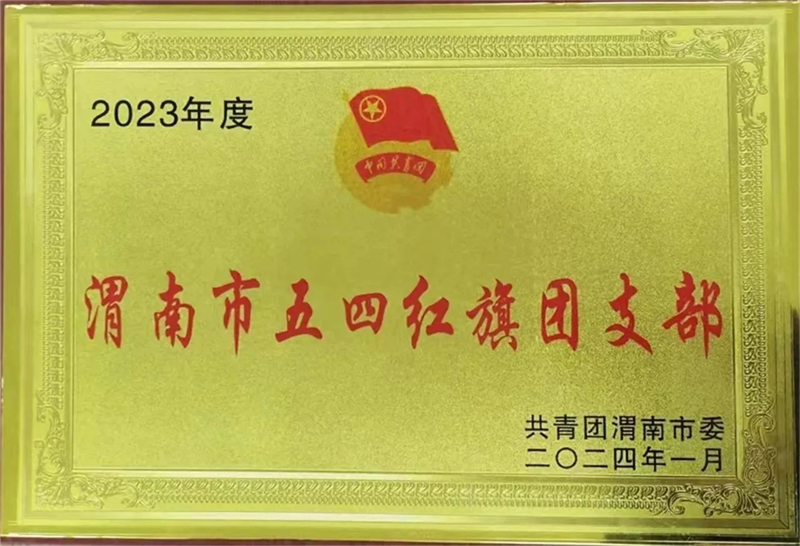 2023年度
中国共青团
渭南市五四红旗团支部
共青团渭南市委
二〇二四年一月